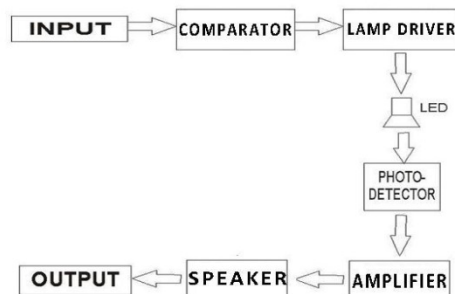 INPUT
COMPARATOR
LAMP DRIVER
LED
PHOTO-
DETECTOR
AMPLIFIER
SPEAKER
OUTPUT